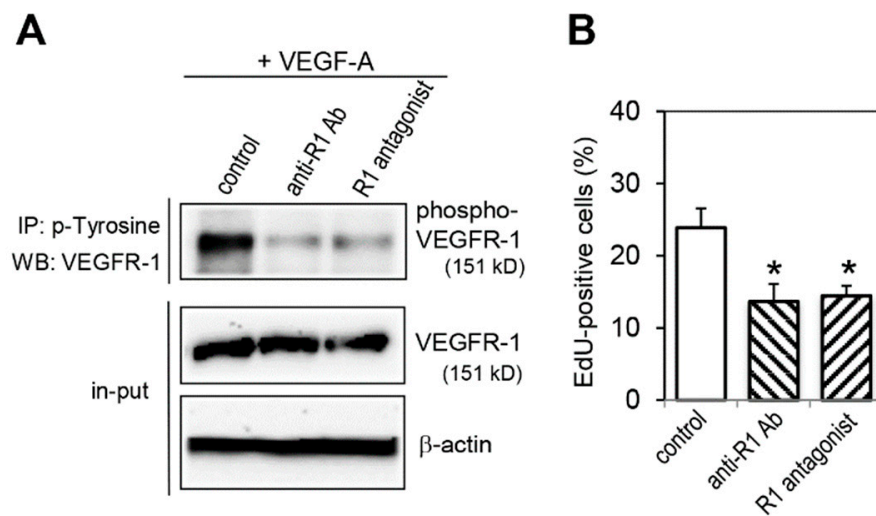 A
+ VEGF-A
control
anti-R1 Ab
R1 antagonist
IP: p-Tyrosine
WB: VEGFR-1
phospho-
VEGFR-1
(151 kD)
in-put
VEGFR-1
(151 kD)
β-actin
B
EdU-positive cells (%)
40
30
20
10
0
*
*
control
anti-R1 Ab
R1 antagonist